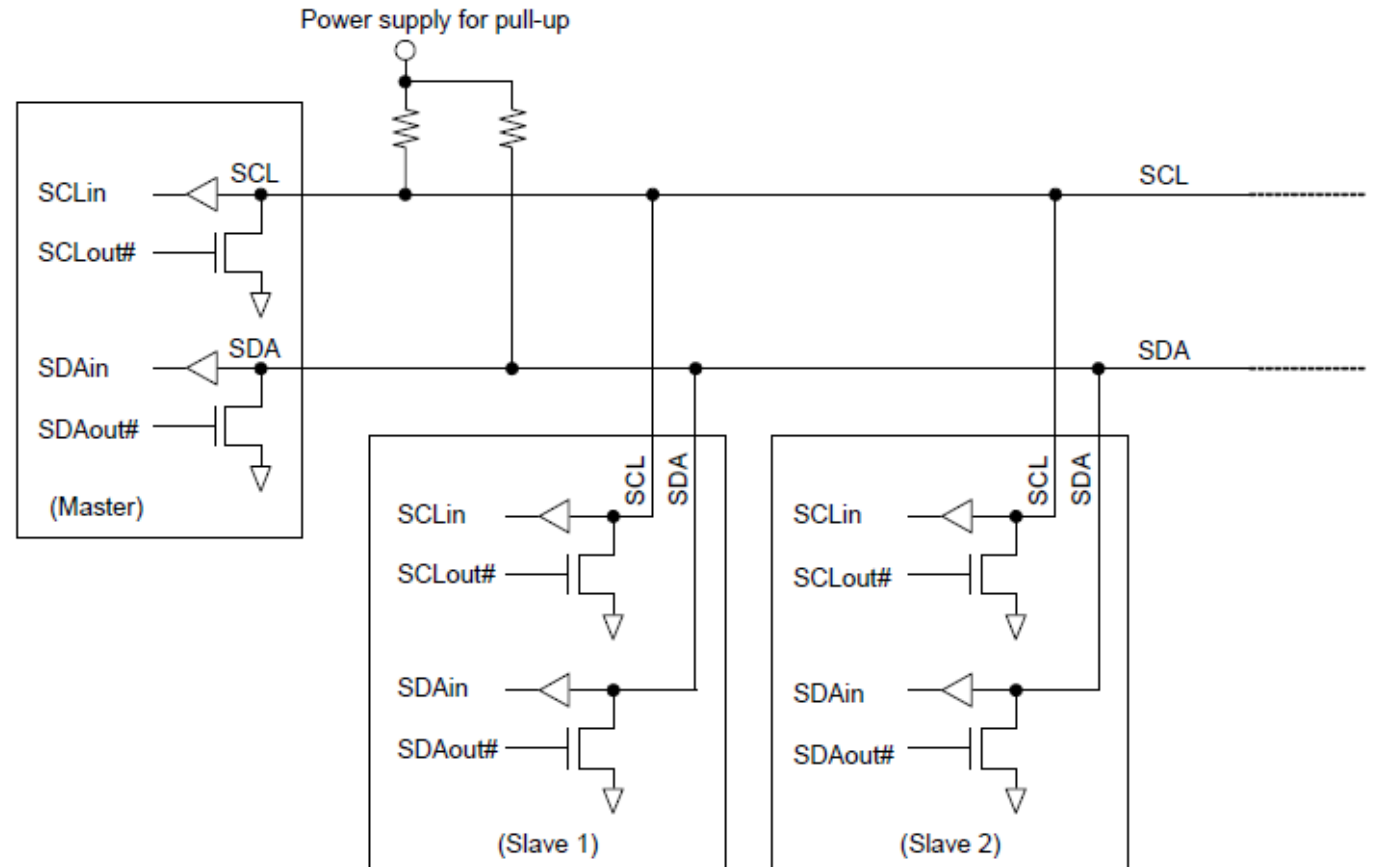 Power supply for pull-up
SCLin
SCL
SCL
SCLout#
SDAin
SDA
SDA
SDAout#
(Master)
SCL
SDA
SCLin
SCLout#
SDAin
SDAout#
(Slave 1)
SCL
SDA
SCLin
SCLout#
SDAin
SDAout#
(Slave 2)